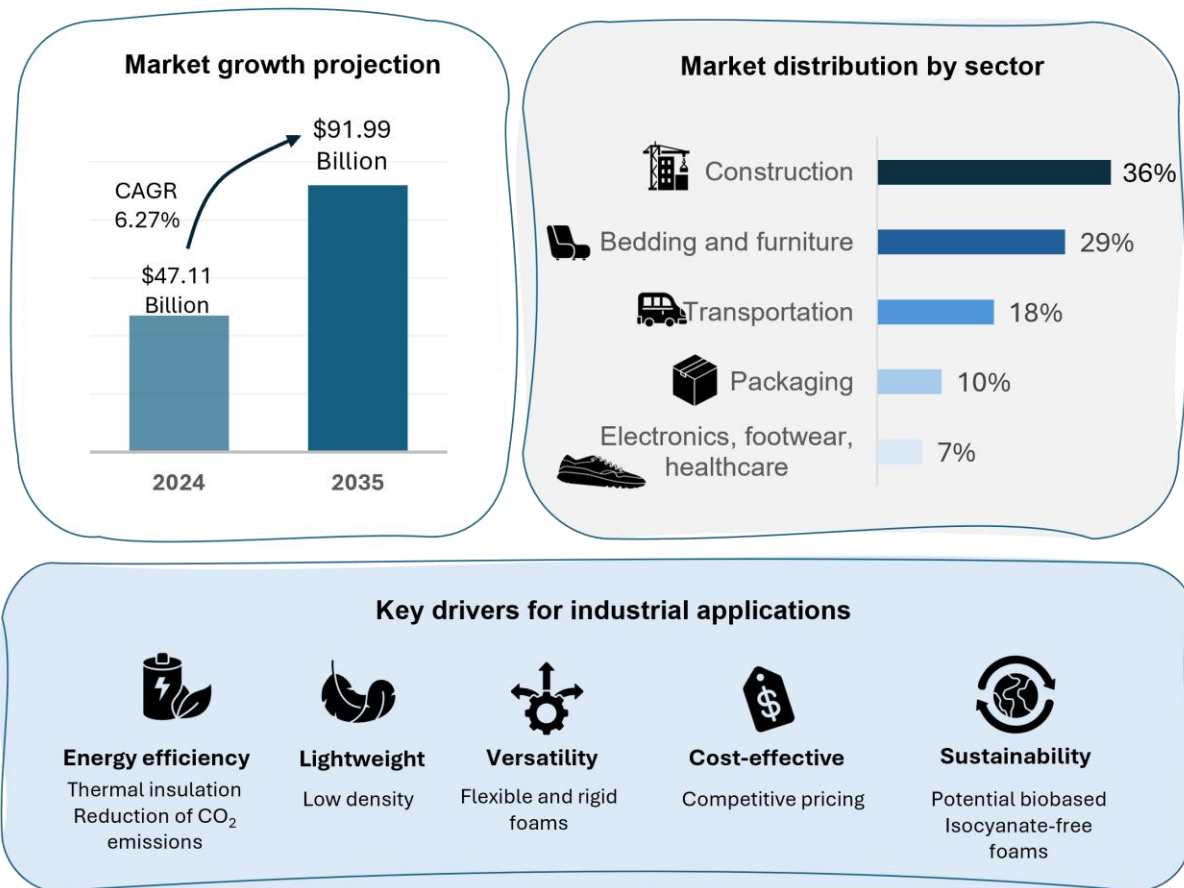 Market growth projection
$91.99
Billion
CAGR
6.27%
$47.11
Billion
2024
2035
Market distribution by sector
Construction
36%
Bedding and furniture
29%
Transportation
18%
Packaging
10%
Electronics, footwear,
healthcare
7%
Key drivers for industrial applications
Energy efficiency
Thermal insulation
Reduction of CO₂
emissions
Lightweight
Low density
Versatility
Flexible and rigid
foams
$
Cost-effective
Competitive pricing
Sustainability
Potential biobased
Isocyanate-free
foams